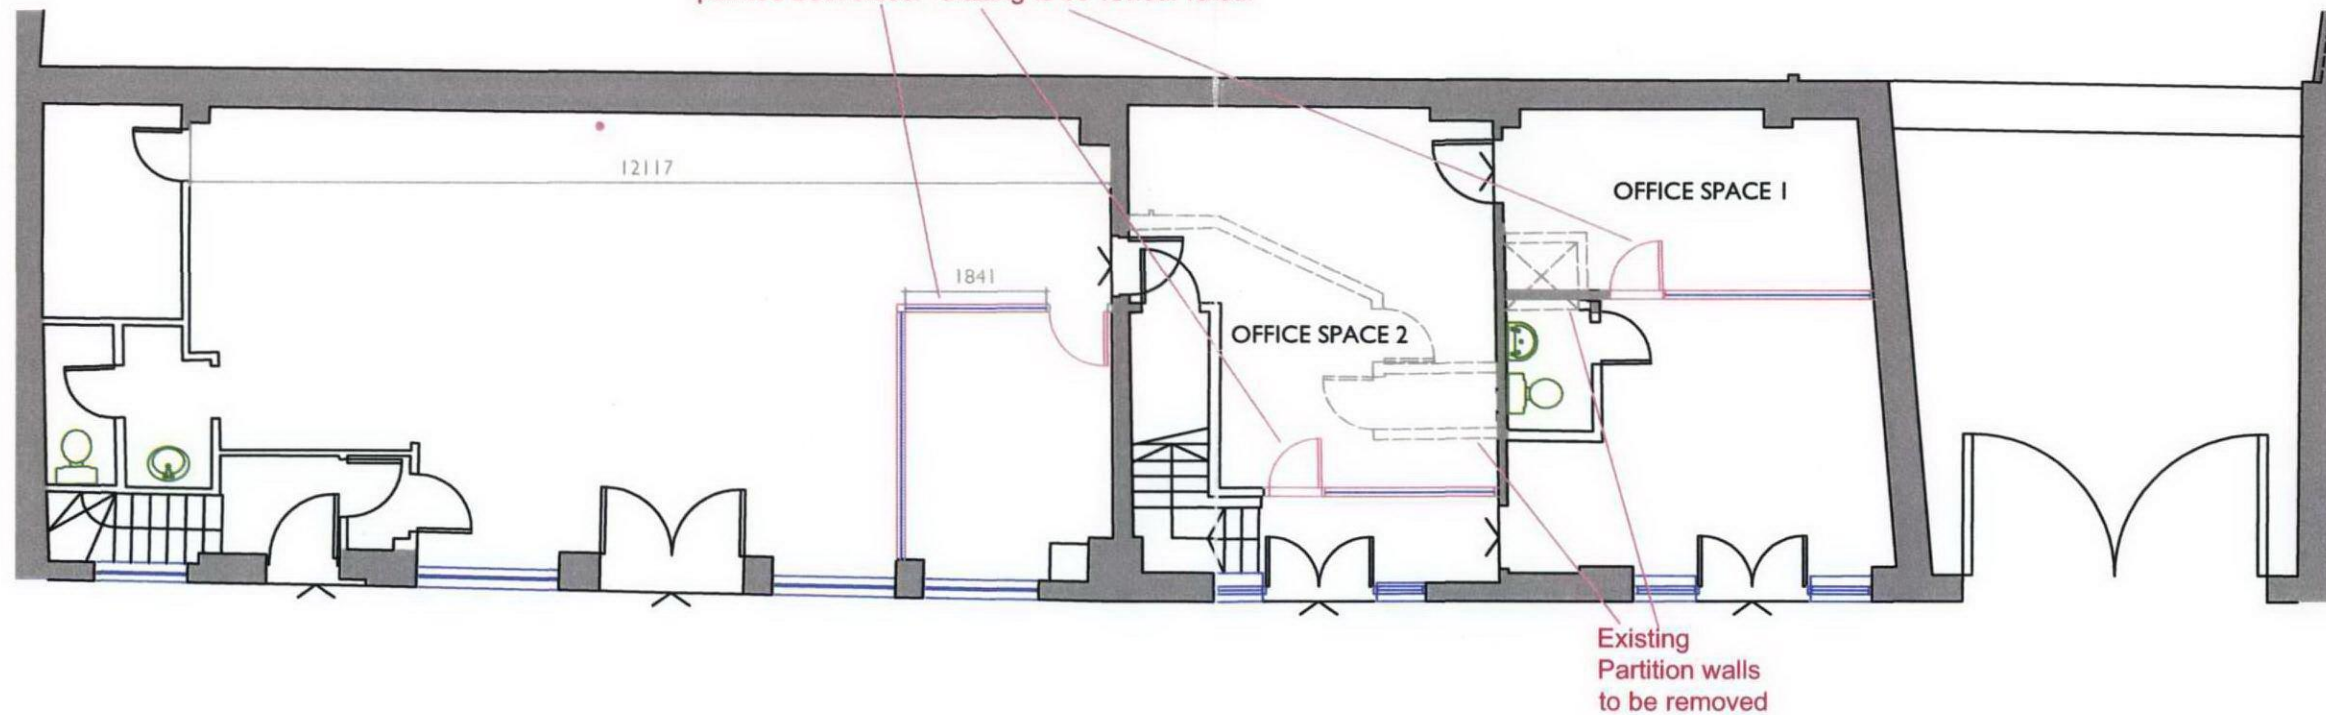 12117
OFFICE SPACE 1
1841
OFFICE SPACE 2
Existing
Partition walls
to be removed